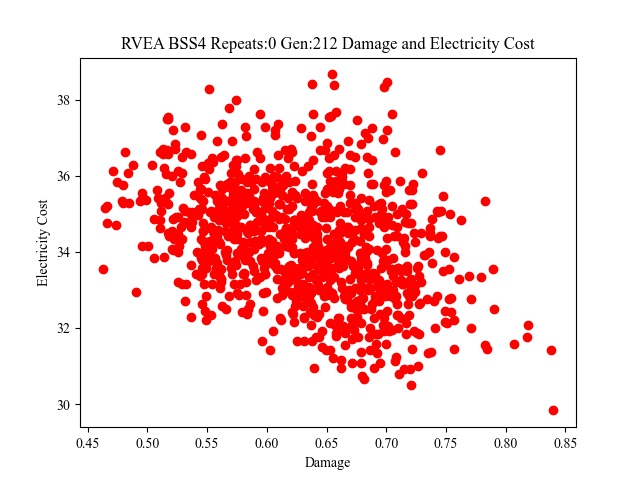 RVEA BSS4 Repeats:0 Gen:212 Damage and Electricity Cost
Electricity Cost
38
36
34
32
30
0.45 0.50 0.55 0.60 0.65 0.70 0.75 0.80 0.85
Damage